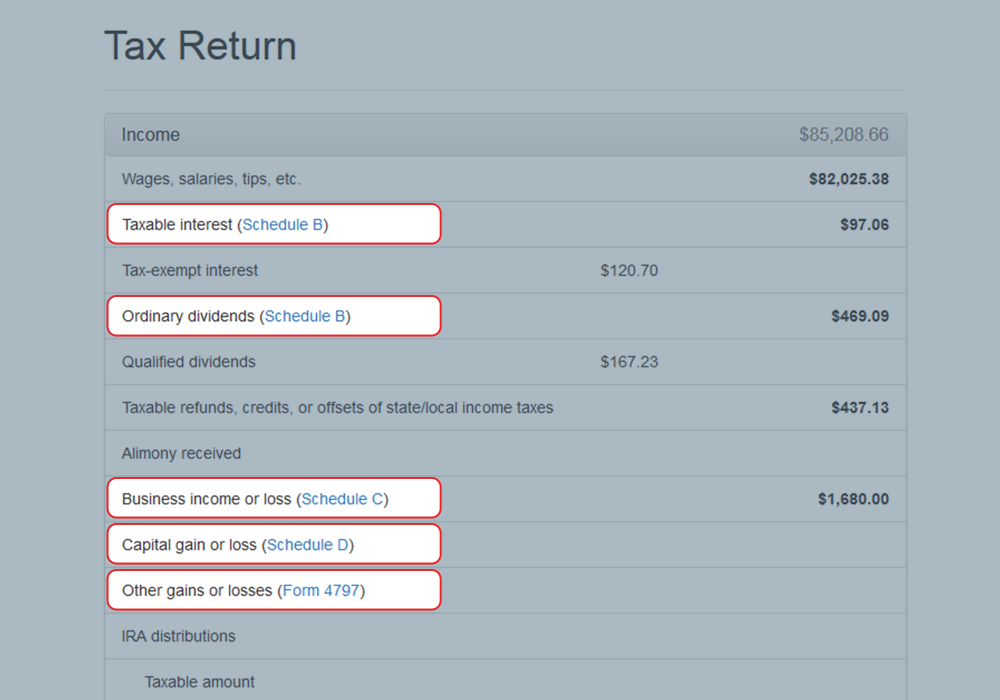 Tax Return
Income $85,208.66
Wages, salaries, tips, etc. $82,025.38
Taxable interest (Schedule B) $97.06
Tax-exempt interest $120.70
Ordinary dividends (Schedule B) $469.09
Qualified dividends $167.23
Taxable refunds, credits, or offsets of state/local income taxes $437.13
Alimony received
Business income or loss (Schedule C) $1,680.00
Capital gain or loss (Schedule D)
Other gains or losses (Form 4797)
IRA distributions
Taxable amount